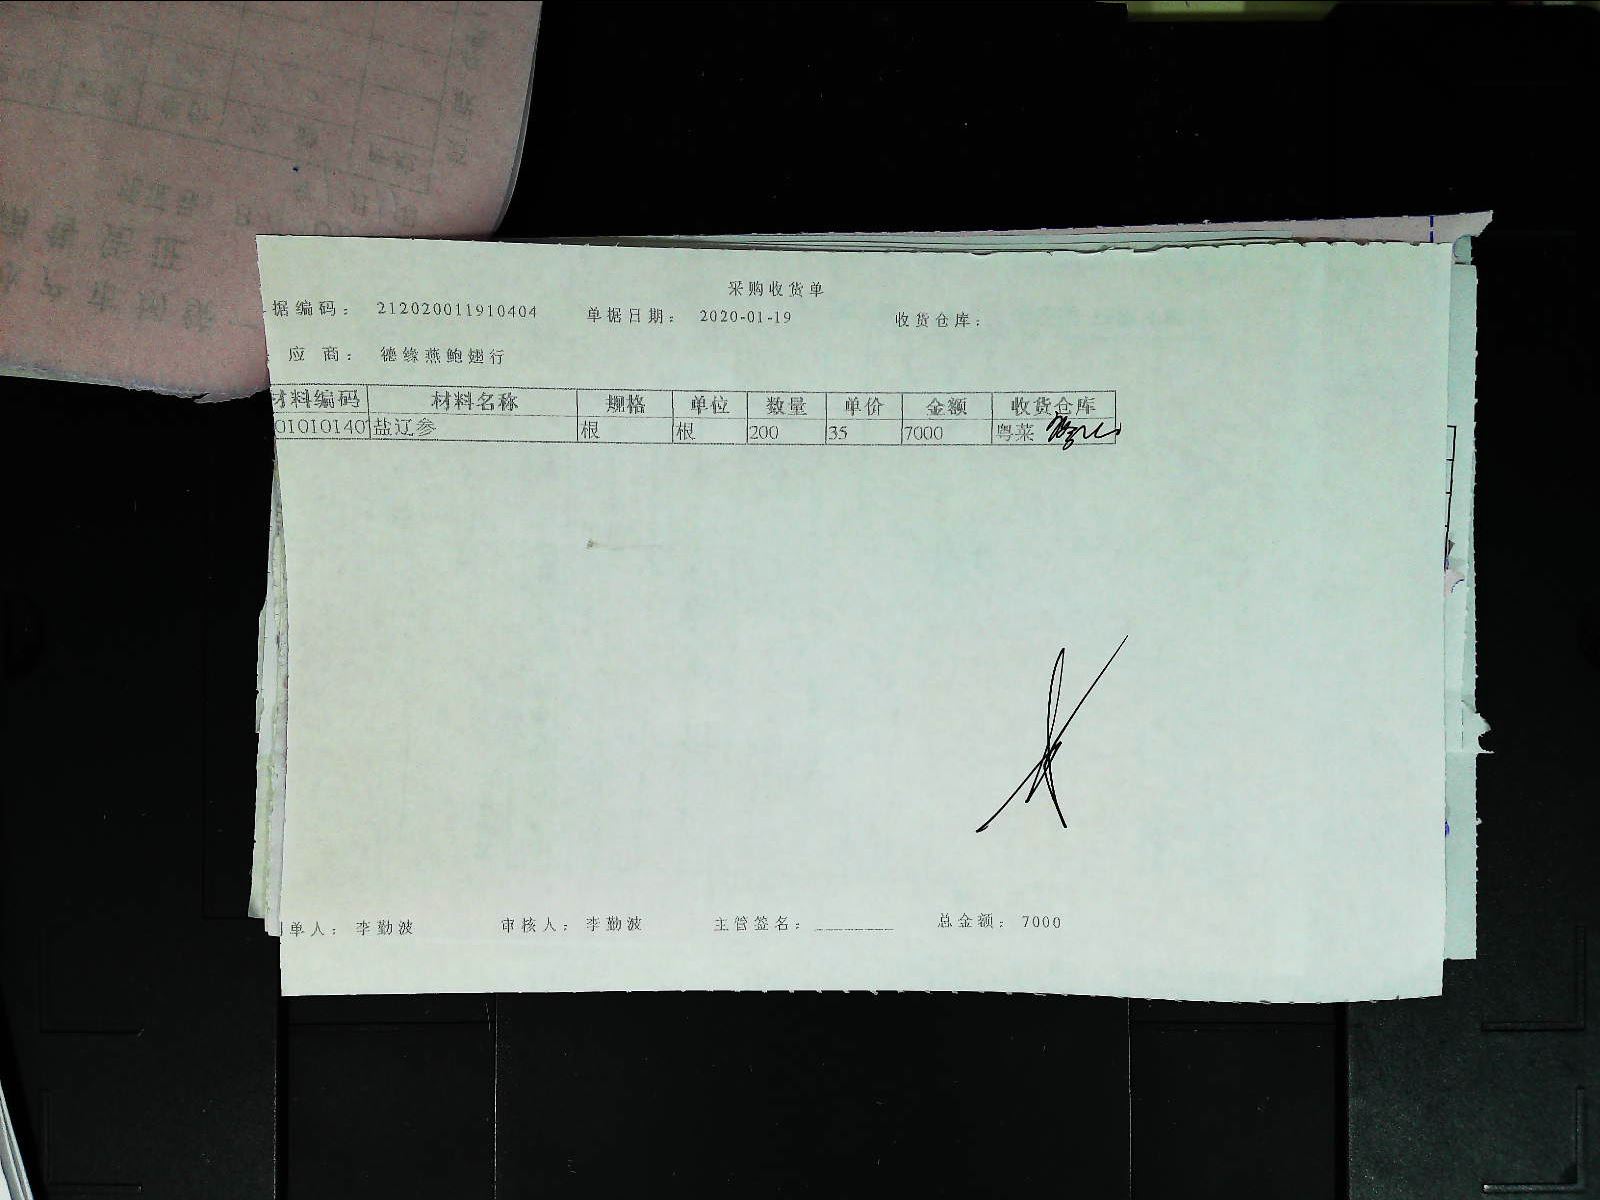 采购收货单
据编码： 212020011910404 单据日期： 2020-01-19 收货仓库：
应 商： 德缘燕鲍翅行
材料编码 材料名称 规格 单位 数量 单价 金额 收货仓库
010101407 盐辽参 根 根 200 35 7000 粤菜
单人： 李勤波 审核人： 李勤波 主管签名： ________ 总金额： 7000